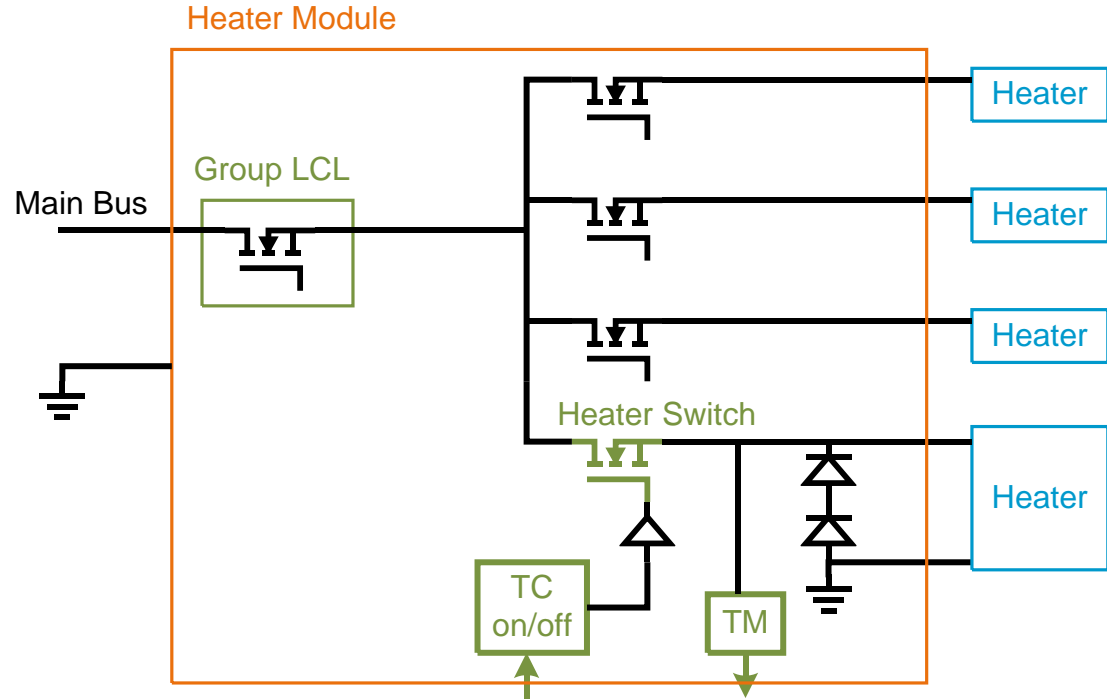 Heater Module
Heater
Group LCL
Main Bus
Heater
Heater
Heater Switch
Heater
TC
on/off
TM